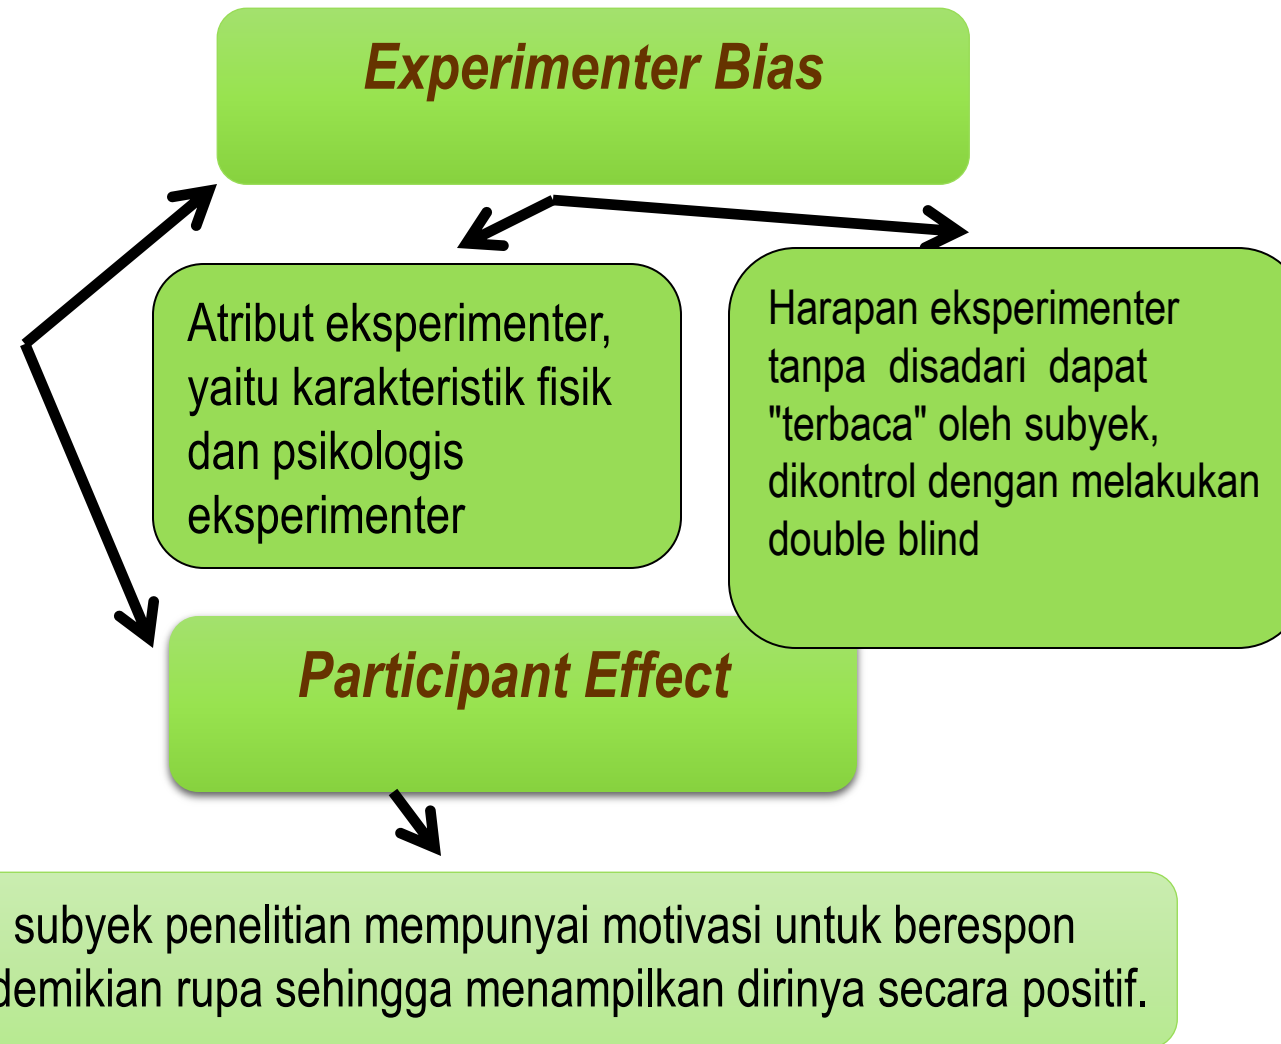 Experimenter Bias
Atribut eksperimenter,
yaitu karakteristik fisik
dan psikologis
eksperimenter
Harapan eksperimenter
tanpa disadari dapat
"terbaca" oleh subyek,
dikontrol dengan melakukan
double blind
Participant Effect
subyek penelitian mempunyai motivasi untuk berespon
demikian rupa sehingga menampilkan dirinya secara positif.